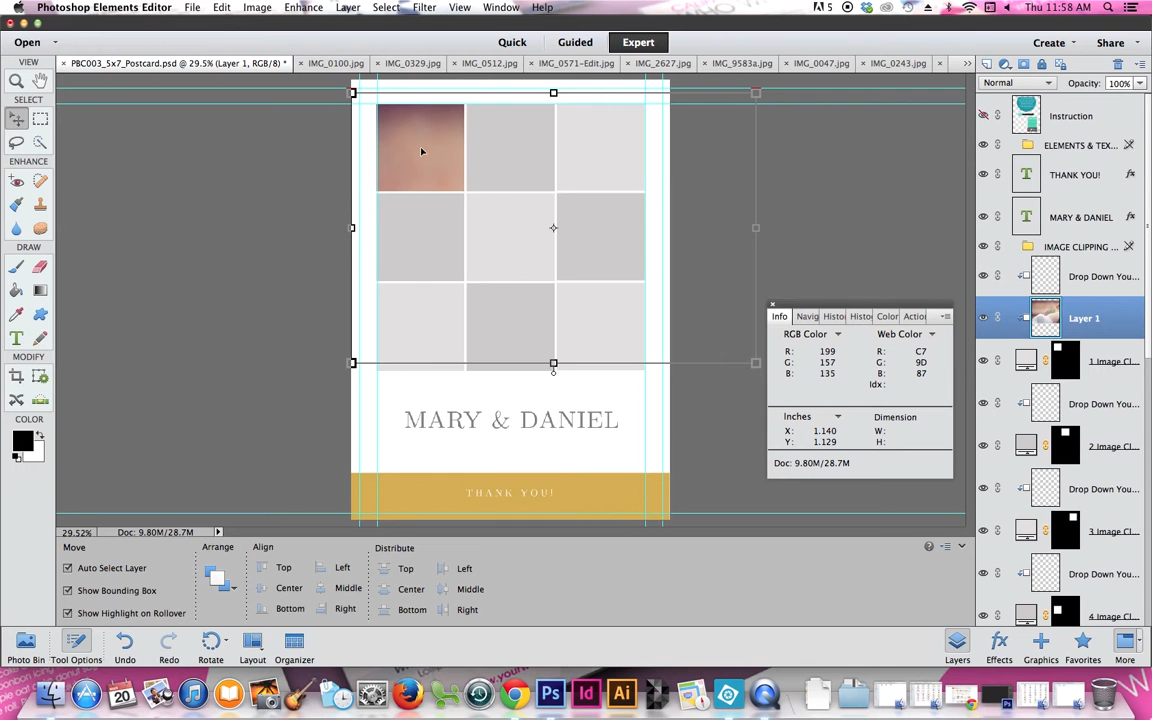 Photoshop Elements Editor File Edit Image Enhance Layer Select Filter View Window Help
5 Thu 11:58 AM
Open Quick Guided Expert Create Share
VIEW
PBC003_5x7_Postcard.psd @ 29.5% (Layer 1, RGB/8) * IMG_0100.jpg IMG_0329.jpg IMG_0512.jpg IMG_0571-Edit.jpg IMG_2627.jpg IMG_9583a.jpg IMG_0047.jpg IMG_0243.jpg
Normal Opacity: 100%
SELECT
Instruction
ELEMENTS & TEX...
ENHANCE
T THANK YOU!
T MARY & DANIEL
DRAW
IMAGE CLIPPING ...
Drop Down You...
Info Navig Histo Histo Color Action
Layer 1
RGB Color Web Color
R: 199 R: C7
G: 157 G: 9D
B: 135 B: 87
Idx:
T
MODIFY
1 Image Cl...
Drop Down You...
COLOR
Inches Dimension
X: 1.140 W:
Y: 1.129 H:
Doc: 9.80M/28.7M
MARY & DANIEL
2 Image Cl...
Drop Down You...
THANK YOU!
3 Image Cl...
29.52% Doc: 9.80M/28.7M
Move Arrange Align Distribute
Auto Select Layer Top Left Top Left
Show Bounding Box Center Middle Center Middle
Show Highlight on Rollover Bottom Right Bottom Right
Drop Down You...
4 Image Cl...
Photo Bin Tool Options Undo Redo Rotate Layout Organizer Layers Effects Graphics Favorites More
20 Ps Id Ai